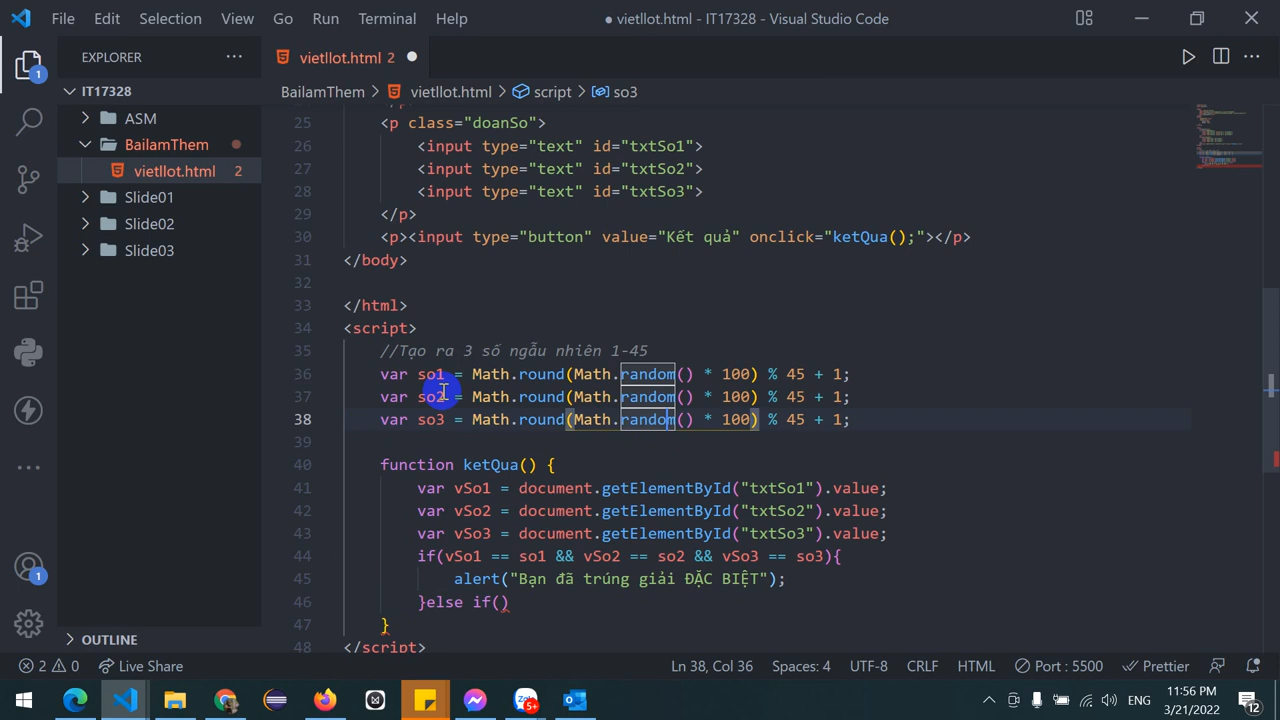 File Edit Selection View Go Run Terminal Help
● vietllot.html - IT17328 - Visual Studio Code
EXPLORER
vietllot.html 2
IT17328
BailamThem > vietllot.html > script > so3
ASM
BailamThem
vietllot.html 2
Slide01
Slide02
Slide03
25 <p class="doanSo">
26 <input type="text" id="txtSo1">
27 <input type="text" id="txtSo2">
28 <input type="text" id="txtSo3">
29 </p>
30 <p><input type="button" value="Kết quả" onclick="ketQua();"></p>
31 </body>
32
33 </html>
34 <script>
35 //Tạo ra 3 số ngẫu nhiên 1-45
36 var so1 = Math.round(Math.random() * 100) % 45 + 1;
37 var so2 = Math.round(Math.random() * 100) % 45 + 1;
38 var so3 = Math.round(Math.random() * 100) % 45 + 1;
39
40 function ketQua() {
41 var vSo1 = document.getElementById("txtSo1").value;
42 var vSo2 = document.getElementById("txtSo2").value;
43 var vSo3 = document.getElementById("txtSo3").value;
44 if(vSo1 == so1 && vSo2 == so2 && vSo3 == so3){
45 alert("Bạn đã trúng giải ĐẶC BIỆT");
46 }else if()
47 }
48 </script>
OUTLINE
2 0 Live Share
Ln 38, Col 36 Spaces: 4 UTF-8 CRLF HTML Port : 5500 Prettier
1
1
5+
ENG
11:56 PM
3/21/2022
12